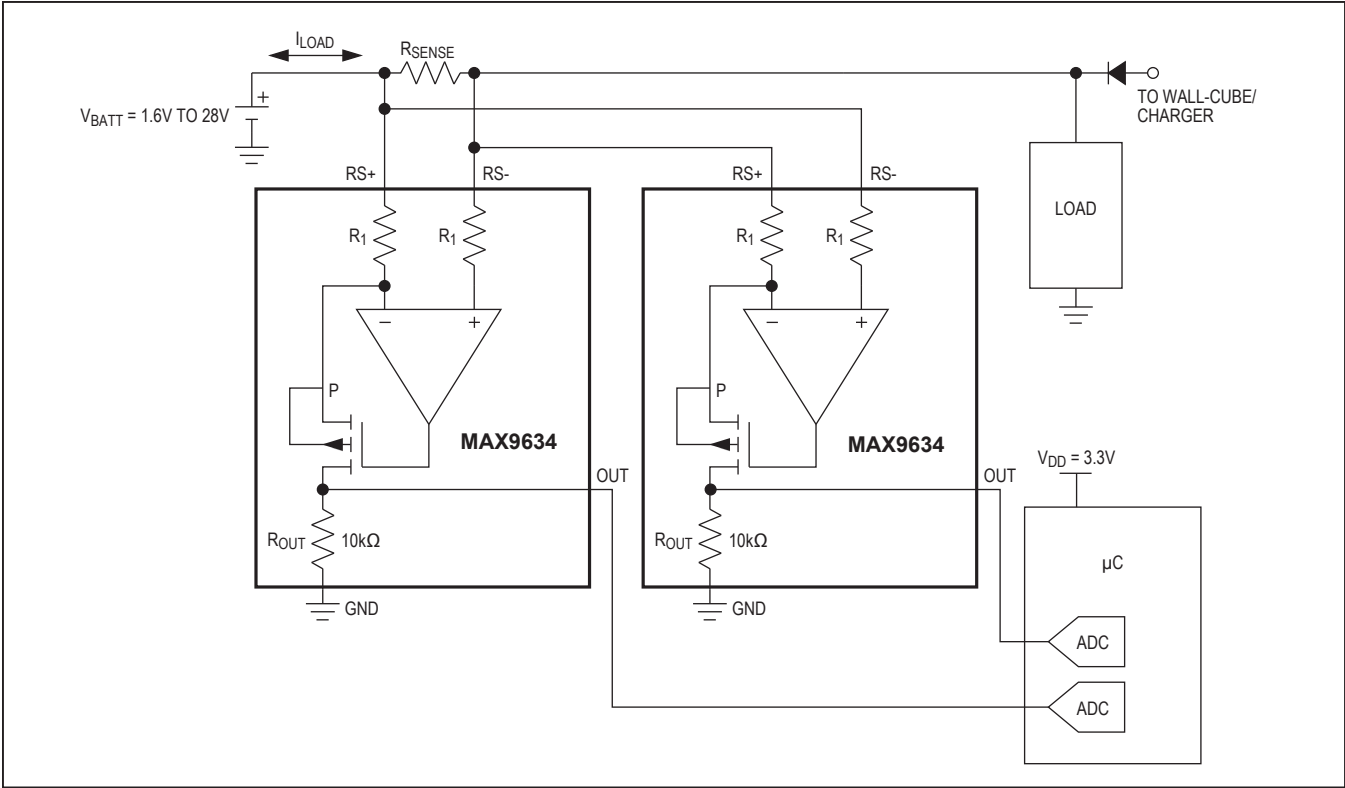 ILOAD
RSENSE
+
VBATT = 1.6V TO 28V
TO WALL-CUBE/
CHARGER
RS+
RS-
RS+
RS-
LOAD
R1
R1
R1
R1
−
+
−
+
P
P
MAX9634
MAX9634
VDD = 3.3V
OUT
OUT
ROUT
10kΩ
ROUT
10kΩ
µC
GND
GND
ADC
ADC